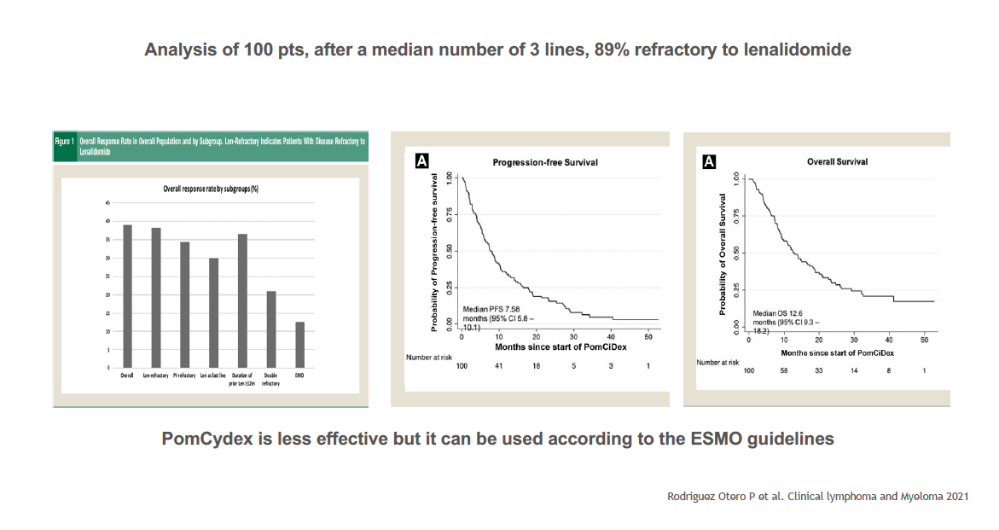 Analysis of 100 pts, after a median number of 3 lines, 89% refractory to lenalidomide
Figure 1 Overall Response Rate in Overall Population and by Subgroup. Len-Refractory Indicates Patients With Disease Refractory to
Lenalidomide
Overall response rate by subgroups (%)
45
40
35
30
25
20
15
10
5
0
Overall Len-refractory PI-refractory Len as last line Duration of Double EMD
prior Len ≥12m refractory
A
Progression-free Survival
Probability of Progression-free survival
1.00
0.75
0.50
0.25
0.00
Median PFS 7.58
months (95% CI 5.8 –
10.1)
0 10 20 30 40 50
Months since start of PomCiDex
Number at risk
100 41 18 5 3 1
A
Overall Survival
Probability of Overall Survival
1.00
0.75
0.50
0.25
0.00
Median OS 12.6
months (95% CI 9.3 –
18.2)
0 10 20 30 40 50
Monthe since start of PomCiDex
Number at risk
100 58 33 14 8 1
PomCydex is less effective but it can be used according to the ESMO guidelines
Rodriguez Otero P et al. Clinical lymphoma and Myeloma 2021